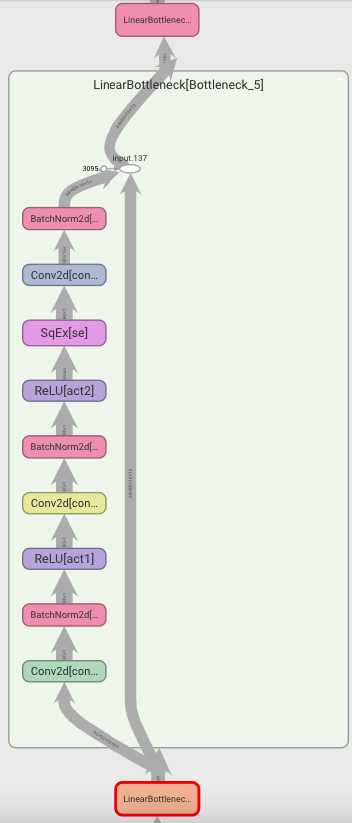 LinearBottlenec...
LinearBottleneck[Bottleneck_5]
input.137
3095
BatchNorm2d[...
Conv2d[con...
SqEx[se]
ReLU[act2]
BatchNorm2d[...
Conv2d[con...
ReLU[act1]
BatchNorm2d[...
Conv2d[con...
LinearBottlenec...